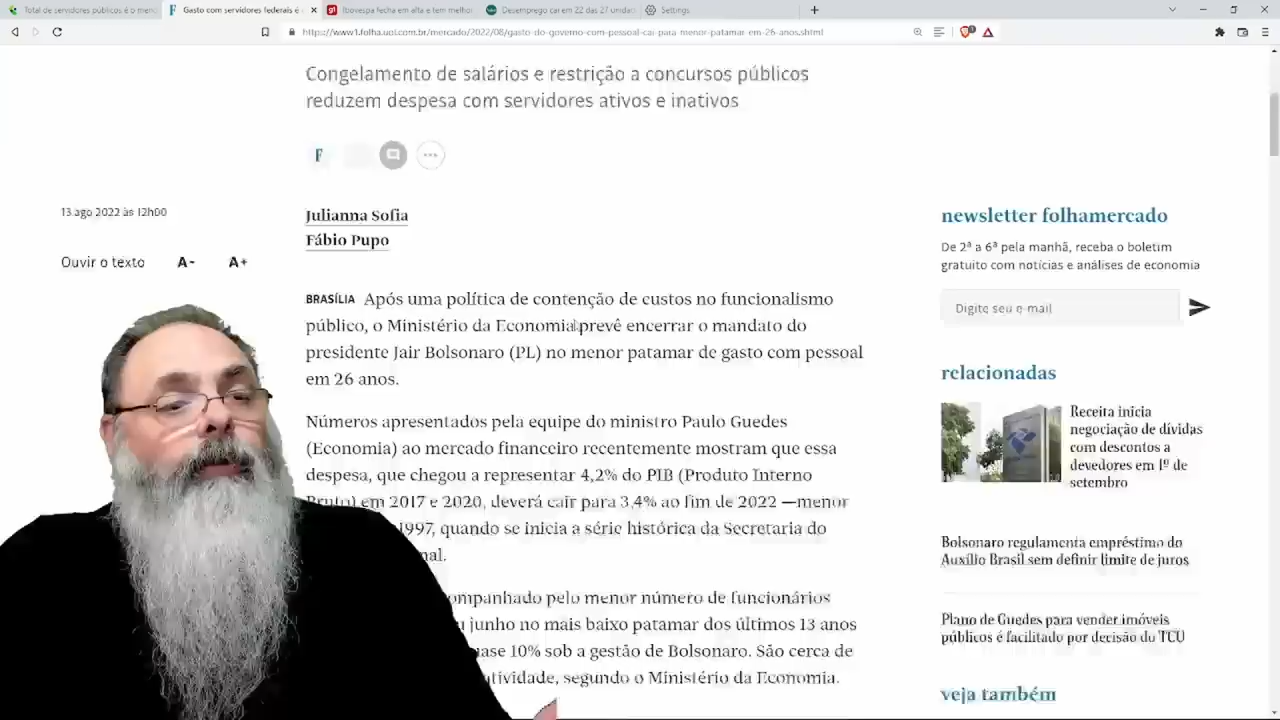 Total de servidores públicos é o meno
Gasto com servidores federais é
Ibovespa fecha em alta e tem melhor
Desemprego cai em 22 das 27 unidad
Settings
https://www1.folha.uol.com.br/mercado/2022/08/gasto-do-governo-com-pessoal-cai-para-menor-patamar-em-26-anos.shtml
Congelamento de salários e restrição a concursos públicos
reduzem despesa com servidores ativos e inativos
F
13.ago.2022 às 12h00
Ouvir o texto A- A+
Julianna Sofia
Fábio Pupo
BRASÍLIA Após uma política de contenção de custos no funcionalismo
público, o Ministério da Economia prevê encerrar o mandato do
presidente Jair Bolsonaro (PL) no menor patamar de gasto com pessoal
em 26 anos.
Números apresentados pela equipe do ministro Paulo Guedes
(Economia) ao mercado financeiro recentemente mostram que essa
despesa, que chegou a representar 4,2% do PIB (Produto Interno
Bruto) em 2017 e 2020, deverá cair para 3,4% ao fim de 2022 —menor
1997, quando se inicia a série histórica da Secretaria do
nal.
ompanhado pelo menor número de funcionários
junho no mais baixo patamar dos últimos 13 anos
uase 10% sob a gestão de Bolsonaro. São cerca de
tividade, segundo o Ministério da Economia.
newsletter folhamercado
De 2ª a 6ª pela manhã, receba o boletim
gratuito com notícias e análises de economia
Digite seu e-mail
relacionadas
Receita inicia
negociação de dívidas
com descontos a
devedores em 1º de
setembro
Bolsonaro regulamenta empréstimo do
Auxílio Brasil sem definir limite de juros
Plano de Guedes para vender imóveis
públicos é facilitado por decisão do TCU
veja também